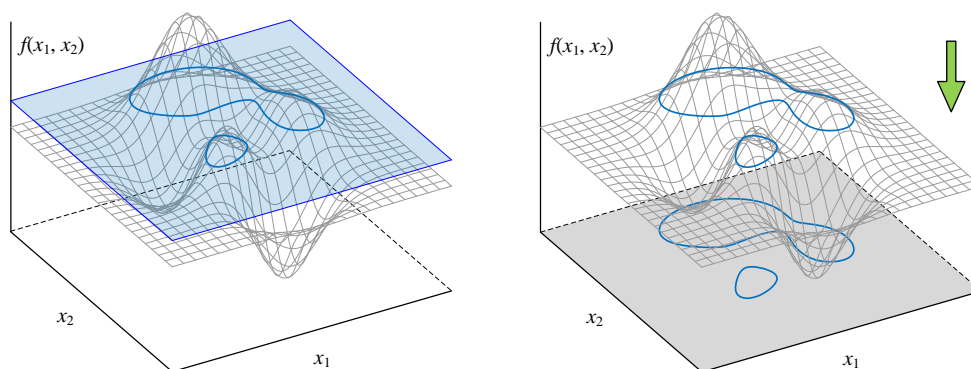 f(x₁, x₂)
x₂
x₁
f(x₁, x₂)
x₂
x₁